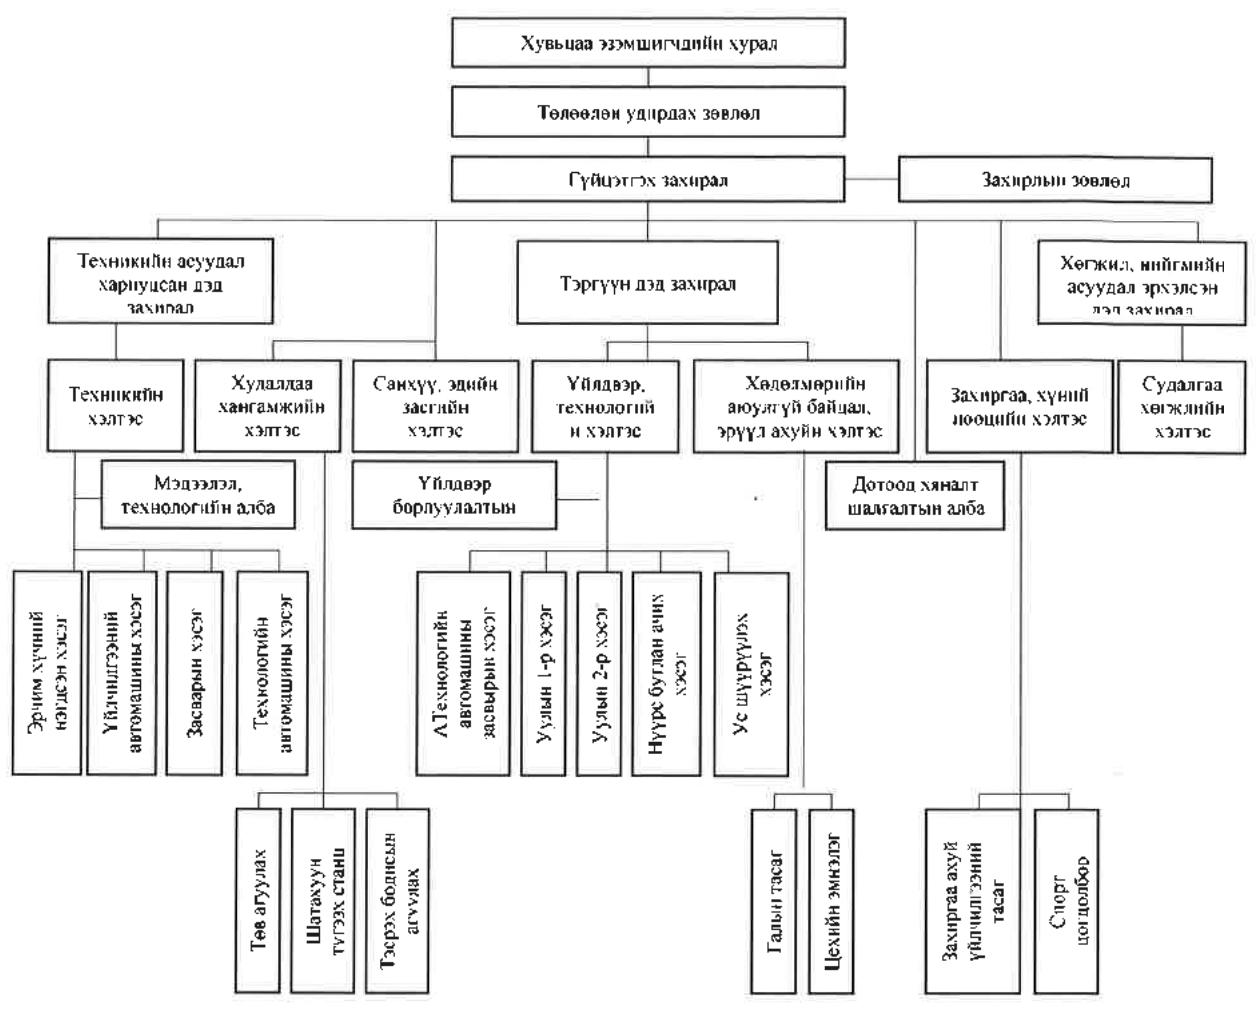 Хувьцаа эзэмшигчдийн хурал
Төлөөлөн удирдах зөвлөл
Гүйцэтгэх захирал
Захирлын зөвлөл
Техникийн асуудал
хариуцсан дэд
захирал
Тэргүүн дэд захирал
Хөгжил, нийгмийн
асуудал эрхэлсэн
дэд захирал
Техникийн
хэлтэс
Худалдаа
хангамжийн
хэлтэс
Санхүү, эдийн
засгийн
хэлтэс
Үйлдвэр,
технологий
н хэлтэс
Хөдөлмөрийн
аюулгүй байдал,
эрүүл ахуйн хэлтэс
Захиргаа, хүний
нөөцийн хэлтэс
Судалгаа
хөгжлийн
хэлтэс
Мэдээлэл,
технологийн алба
Үйлдвэр
борлуулалтын
Дотоод хяналт
шалгалтын алба
Эрчим хүчний
нэгдсэн хэсэг
Үйлчилгээний
автомашины хэсэг
Засварын хэсэг
Технологийн
автомашины хэсэг
АТехнологийн
автомашины
засвырын хэсэг
Уулын 1-р хэсэг
Уулын 2-р хэсэг
Нүүрс бутлан ачих
хэсэг
Ус шүүрүүлэх
хэсэг
Төв агуулах
Шатахуун
түгээх станц
Тэсрэх бодисын
агуулах
Галын тасаг
Цехийн эмнэлэг
Захиргаа ахуй
үйлчилгээний
тасаг
Спорт
цогцолбор